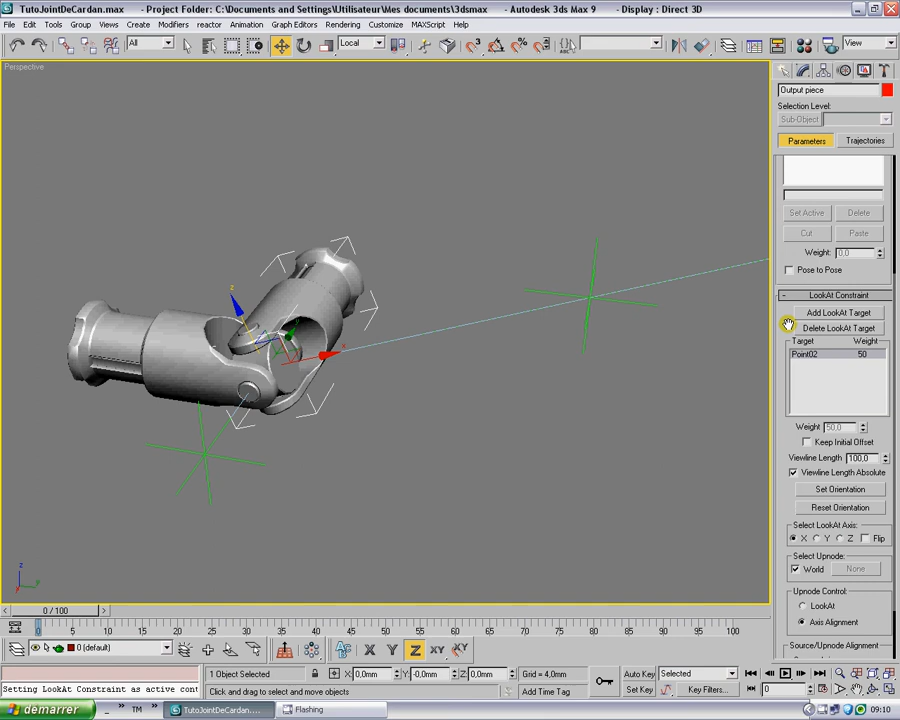 TutoJointDeCardan.max - Project Folder: C:\Documents and Settings\Utilisateur\Mes documents\3dsmax - Autodesk 3ds Max 9 - Display : Direct 3D
File Edit Tools Group Views Create Modifiers reactor Animation Graph Editors Rendering Customize MAXScript Help
All Local View
Perspective
Output piece
Selection Level:
Sub-Object
Parameters Trajectories
Set Active Delete
Cut Paste
Weight: 0,0
Pose to Pose
- LookAt Constraint
Add LookAt Target
Delete LookAt Target
Target Weight
Point02 50
Weight 50,0
Keep Initial Offset
Viewline Length 100,0
Viewline Length Absolute
Set Orientation
Reset Orientation
Select LookAt Axis:
X Y Z Flip
Select Upnode:
World None
Upnode Control:
LookAt
Axis Alignment
Source/Upnode Alignment
z
x
z
y
0 / 100
0 5 10 15 20 25 30 35 40 45 50 55 60 65 70 75 80 85 90 95 100
0 (default) X Y Z XY XY
1 Object Selected X 0,0mm Y -0,0mm Z 0,0mm Grid = 4,0mm Auto Key Selected
Setting LookAt Constraint as active cont Click and drag to select and move objects Add Time Tag Set Key Key Filters... 0
démarrer TM TutoJointDeCardan.... Flashing 09:10